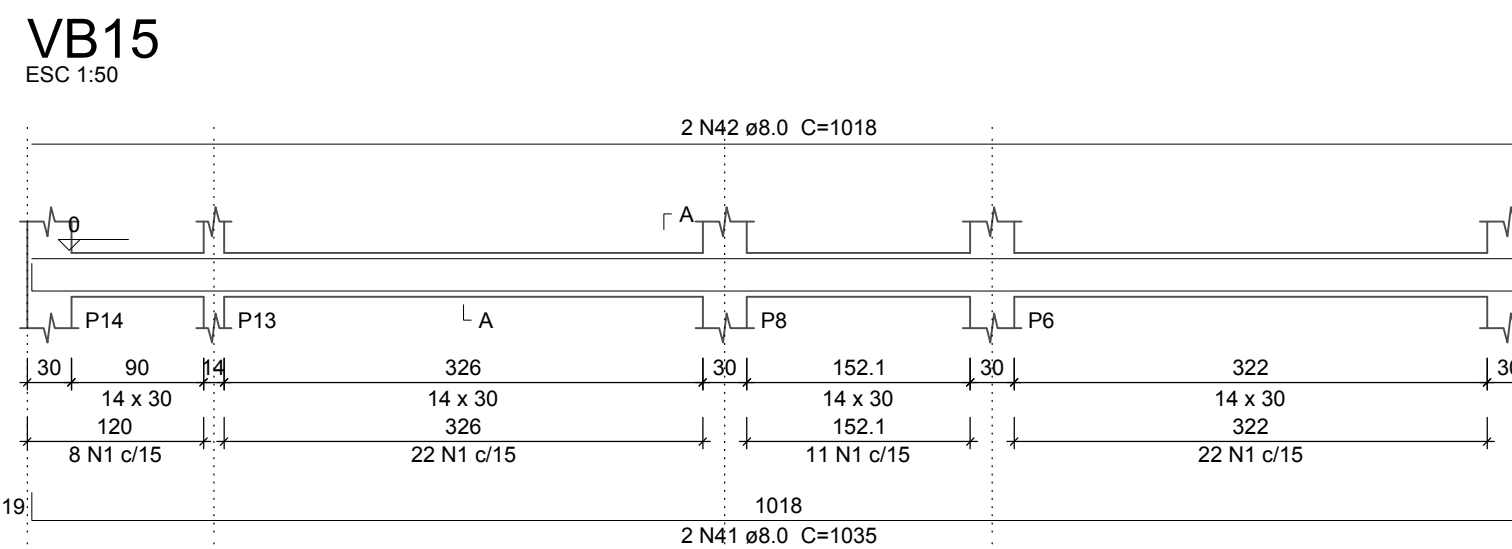 VB15
ESC 1:50
2 N42 ø8.0 C=1018
0
A
P14 P13 A P8 P6
30 90 14 326 30 152.1 30 322
14 x 30 14 x 30 14 x 30 14 x 30
120 326 152.1 322
8 N1 c/15 22 N1 c/15 11 N1 c/15 22 N1 c/15
19 1018
2 N41 ø8.0 C=1035